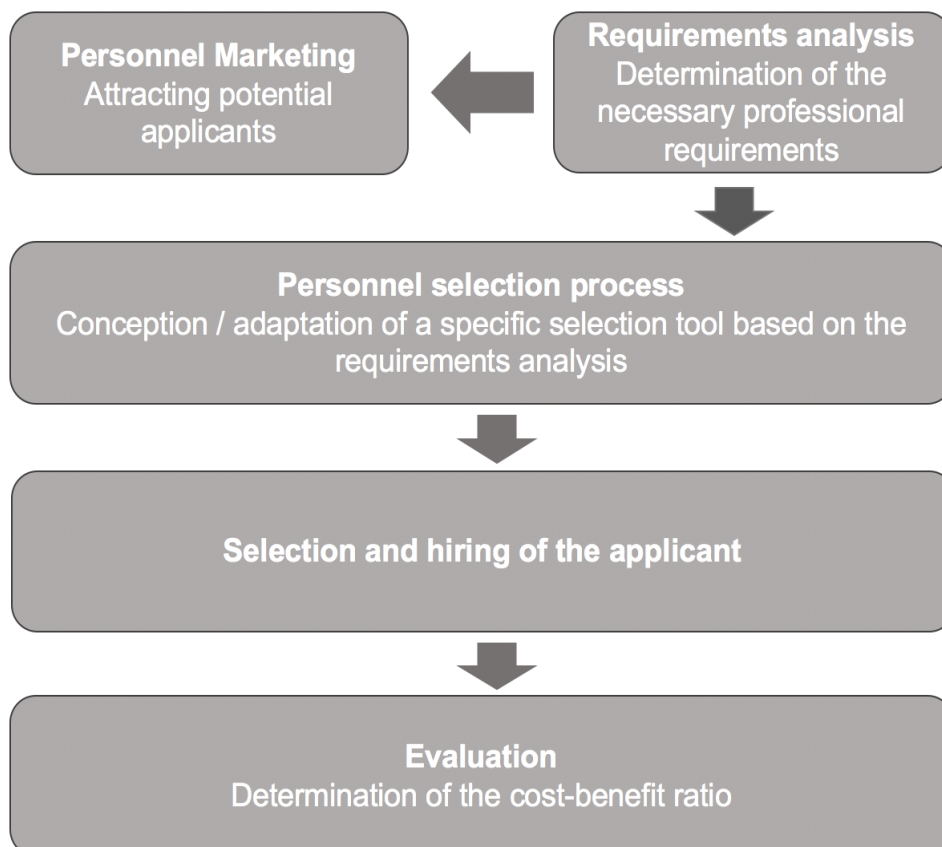 Personnel Marketing
Attracting potential
applicants
Requirements analysis
Determination of the
necessary professional
requirements
Personnel selection process
Conception / adaptation of a specific selection tool based on the
requirements analysis
Selection and hiring of the applicant
Evaluation
Determination of the cost-benefit ratio